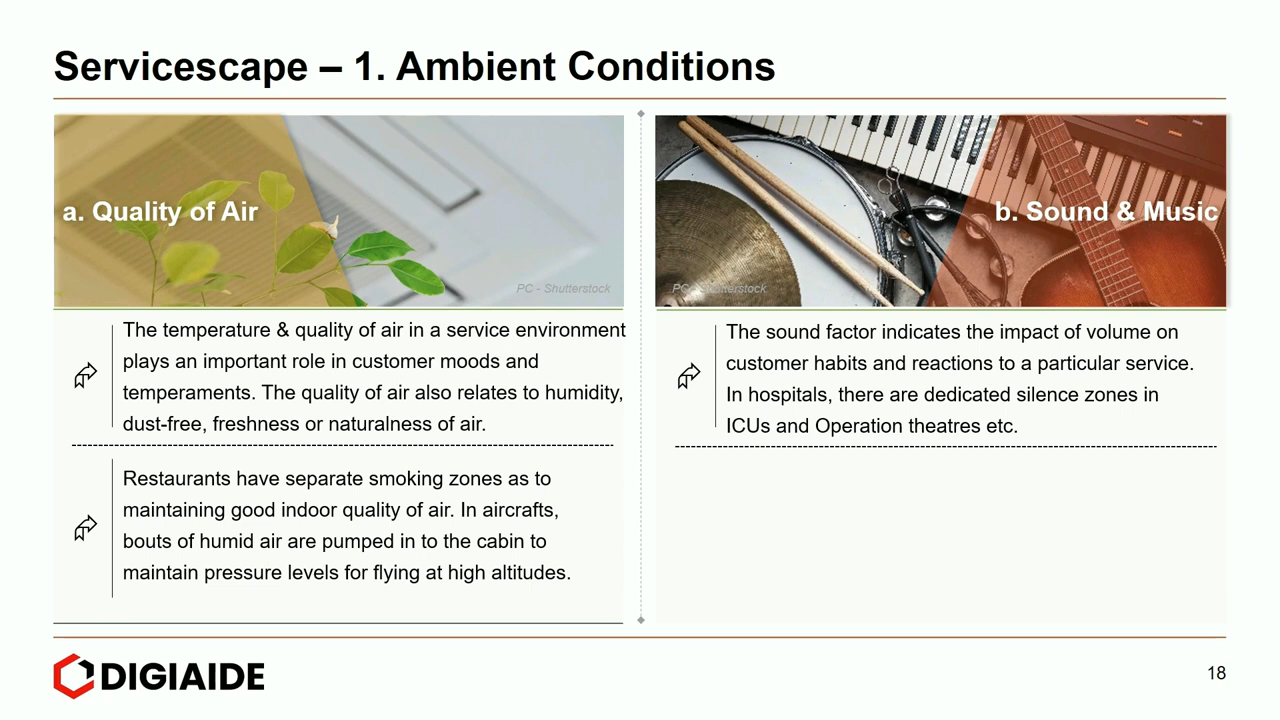 Servicescape – 1. Ambient Conditions
a. Quality of Air
PC - Shutterstock
The temperature & quality of air in a service environment
plays an important role in customer moods and
temperaments. The quality of air also relates to humidity,
dust-free, freshness or naturalness of air.
Restaurants have separate smoking zones as to
maintaining good indoor quality of air. In aircrafts,
bouts of humid air are pumped in to the cabin to
maintain pressure levels for flying at high altitudes.
b. Sound & Music
PC - Shutterstock
The sound factor indicates the impact of volume on
customer habits and reactions to a particular service.
In hospitals, there are dedicated silence zones in
ICUs and Operation theatres etc.
DIGIAIDE
18